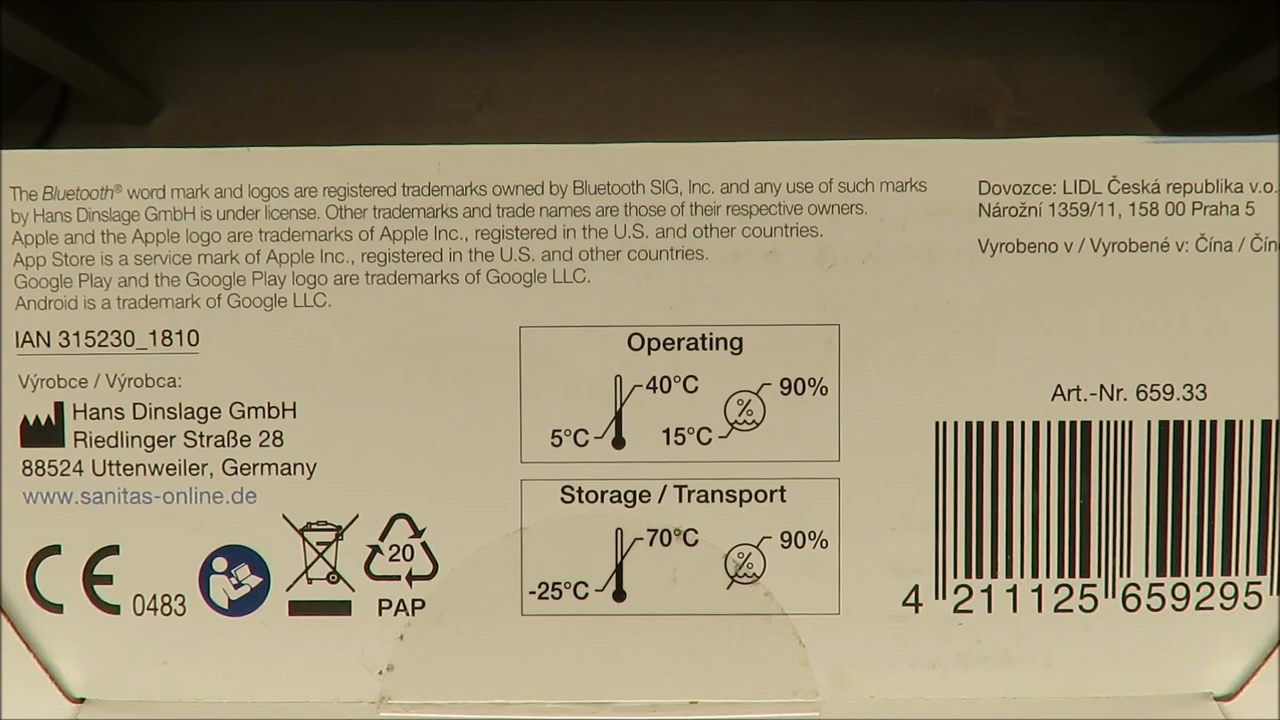 The Bluetooth® word mark and logos are registered trademarks owned by Bluetooth SIG, Inc. and any use of such marks
by Hans Dinslage GmbH is under license. Other trademarks and trade names are those of their respective owners.
Apple and the Apple logo are trademarks of Apple Inc., registered in the U.S. and other countries.
App Store is a service mark of Apple Inc., registered in the U.S. and other countries.
Google Play and the Google Play logo are trademarks of Google LLC.
Android is a trademark of Google LLC.
IAN 315230_1810
Výrobce / Výrobca:
Hans Dinslage GmbH
Riedlinger Straße 28
88524 Uttenweiler, Germany
www.sanitas-online.de
CE 0483
20
PAP
Operating
40°C
5°C
90%
%
15°C
Storage / Transport
70°C
-25°C
90%
%
Dovozce: LIDL Česká republika v.o.
Nárožní 1359/11, 158 00 Praha 5
Vyrobeno v / Vyrobené v: Čína / Čín
Art.-Nr. 659.33
4 211125 659295